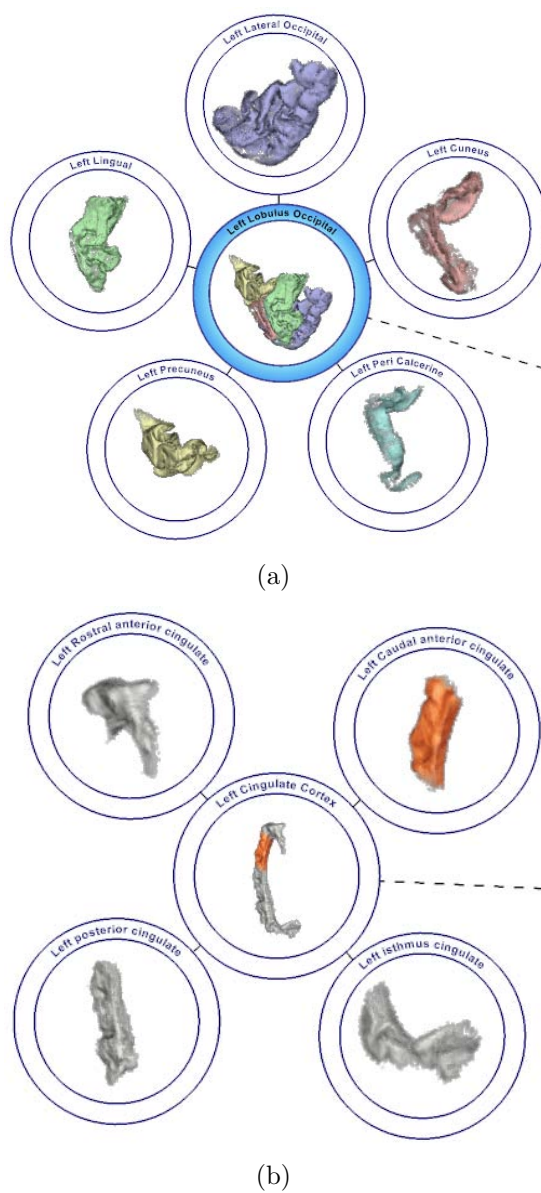 Left Lateral Occipital
Left Lingual
Left Cuneus
Left Lobulus Occipital
Left Precuneus
Left Peri Calcerine
(a)
Left Rostral anterior cingulate
Left Caudal anterior cingulate
Left Cingulate Cortex
Left posterior cingulate
Left isthmus cingulate
(b)